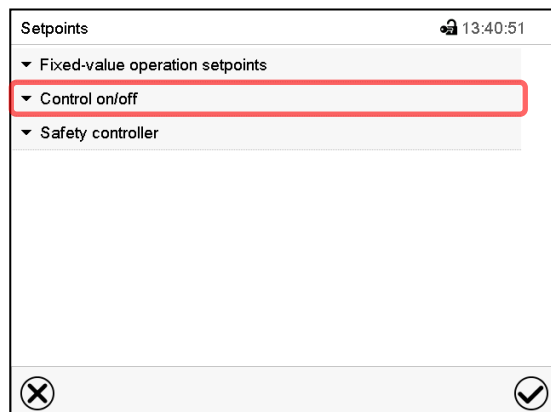 Setpoints 13:40:51
Fixed-value operation setpoints
Control on/off
Safety controller